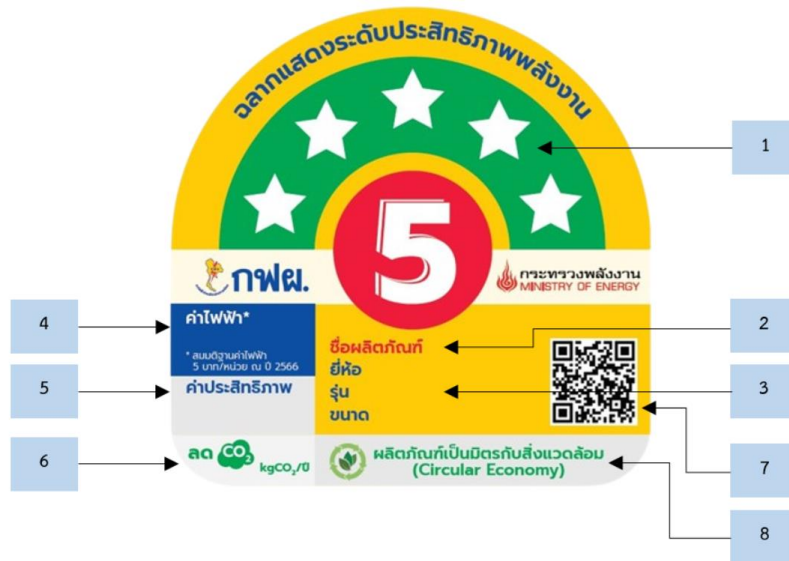 ฉลากแสดงระดับประสิทธิภาพพลังงาน
1
5
กฟผ.
กระทรวงพลังงาน
MINISTRY OF ENERGY
4
ค่าไฟฟ้า*
* สมมติฐานค่าไฟฟ้า
5 บาท/หน่วย ณ ปี 2566
ชื่อผลิตภัณฑ์
2
ยี่ห้อ
5
ค่าประสิทธิภาพ
รุ่น
3
ขนาด
6
ลด CO2
kgCO2/ปี
ผลิตภัณฑ์เป็นมิตรกับสิ่งแวดล้อม
(Circular Economy)
7
8